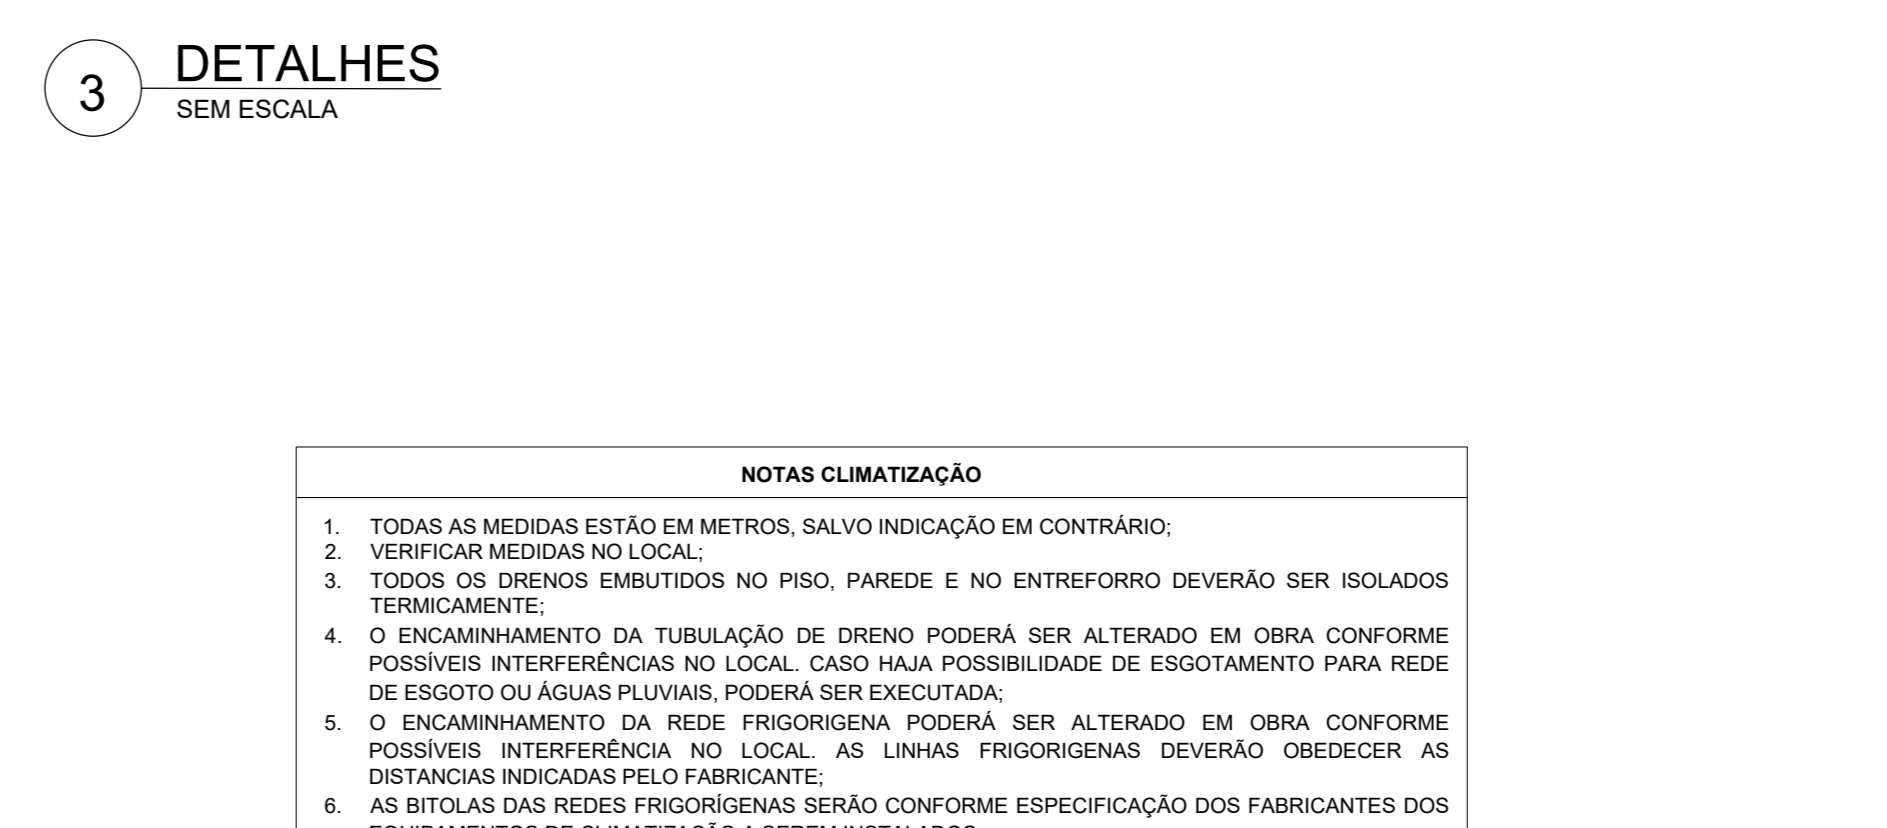 3
DETALHES
SEM ESCALA
NOTAS CLIMATIZAÇÃO
1. TODAS AS MEDIDAS ESTÃO EM METROS, SALVO INDICAÇÃO EM CONTRÁRIO;
2. VERIFICAR MEDIDAS NO LOCAL;
3. TODOS OS DRENOS EMBUTIDOS NO PISO, PAREDE E NO ENTREFORRO DEVERÃO SER ISOLADOS
TERMICAMENTE;
4. O ENCAMINHAMENTO DA TUBULAÇÃO DE DRENO PODERÁ SER ALTERADO EM OBRA CONFORME
POSSÍVEIS INTERFERÊNCIAS NO LOCAL. CASO HAJA POSSIBILIDADE DE ESGOTAMENTO PARA REDE
DE ESGOTO OU ÁGUAS PLUVIAIS, PODERÁ SER EXECUTADA;
5. O ENCAMINHAMENTO DA REDE FRIGORIGENA PODERÁ SER ALTERADO EM OBRA CONFORME
POSSÍVEIS INTERFERÊNCIA NO LOCAL. AS LINHAS FRIGORIGENAS DEVERÃO OBEDECER AS
DISTANCIAS INDICADAS PELO FABRICANTE;
6. AS BITOLAS DAS REDES FRIGORÍGENAS SERÃO CONFORME ESPECIFICAÇÃO DOS FABRICANTES DOS
EQUIPAMENTOS DE CLIMATIZAÇÃO A SEREM INSTALADOS